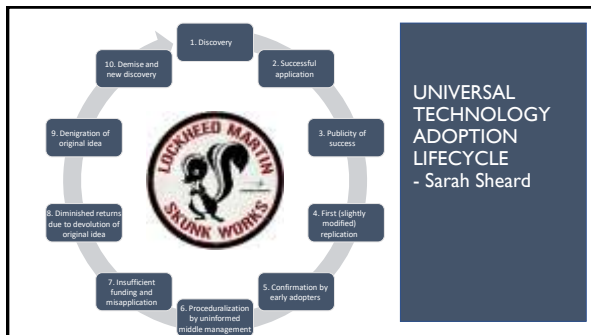 1. Discovery
2. Successful
application
3. Publicity of
success
4. First (slightly
modified)
replication
5. Confirmation by
early adopters
6. Proceduralization
by uninformed
middle management
7. Insufficient
funding and
misapplication
8. Diminished returns
due to devolution of
original idea
9. Denigration of
original idea
10. Demise and
new discovery
LOCKHEED MARTIN
SKUNK WORKS
UNIVERSAL
TECHNOLOGY
ADOPTION
LIFECYCLE
- Sarah Sheard